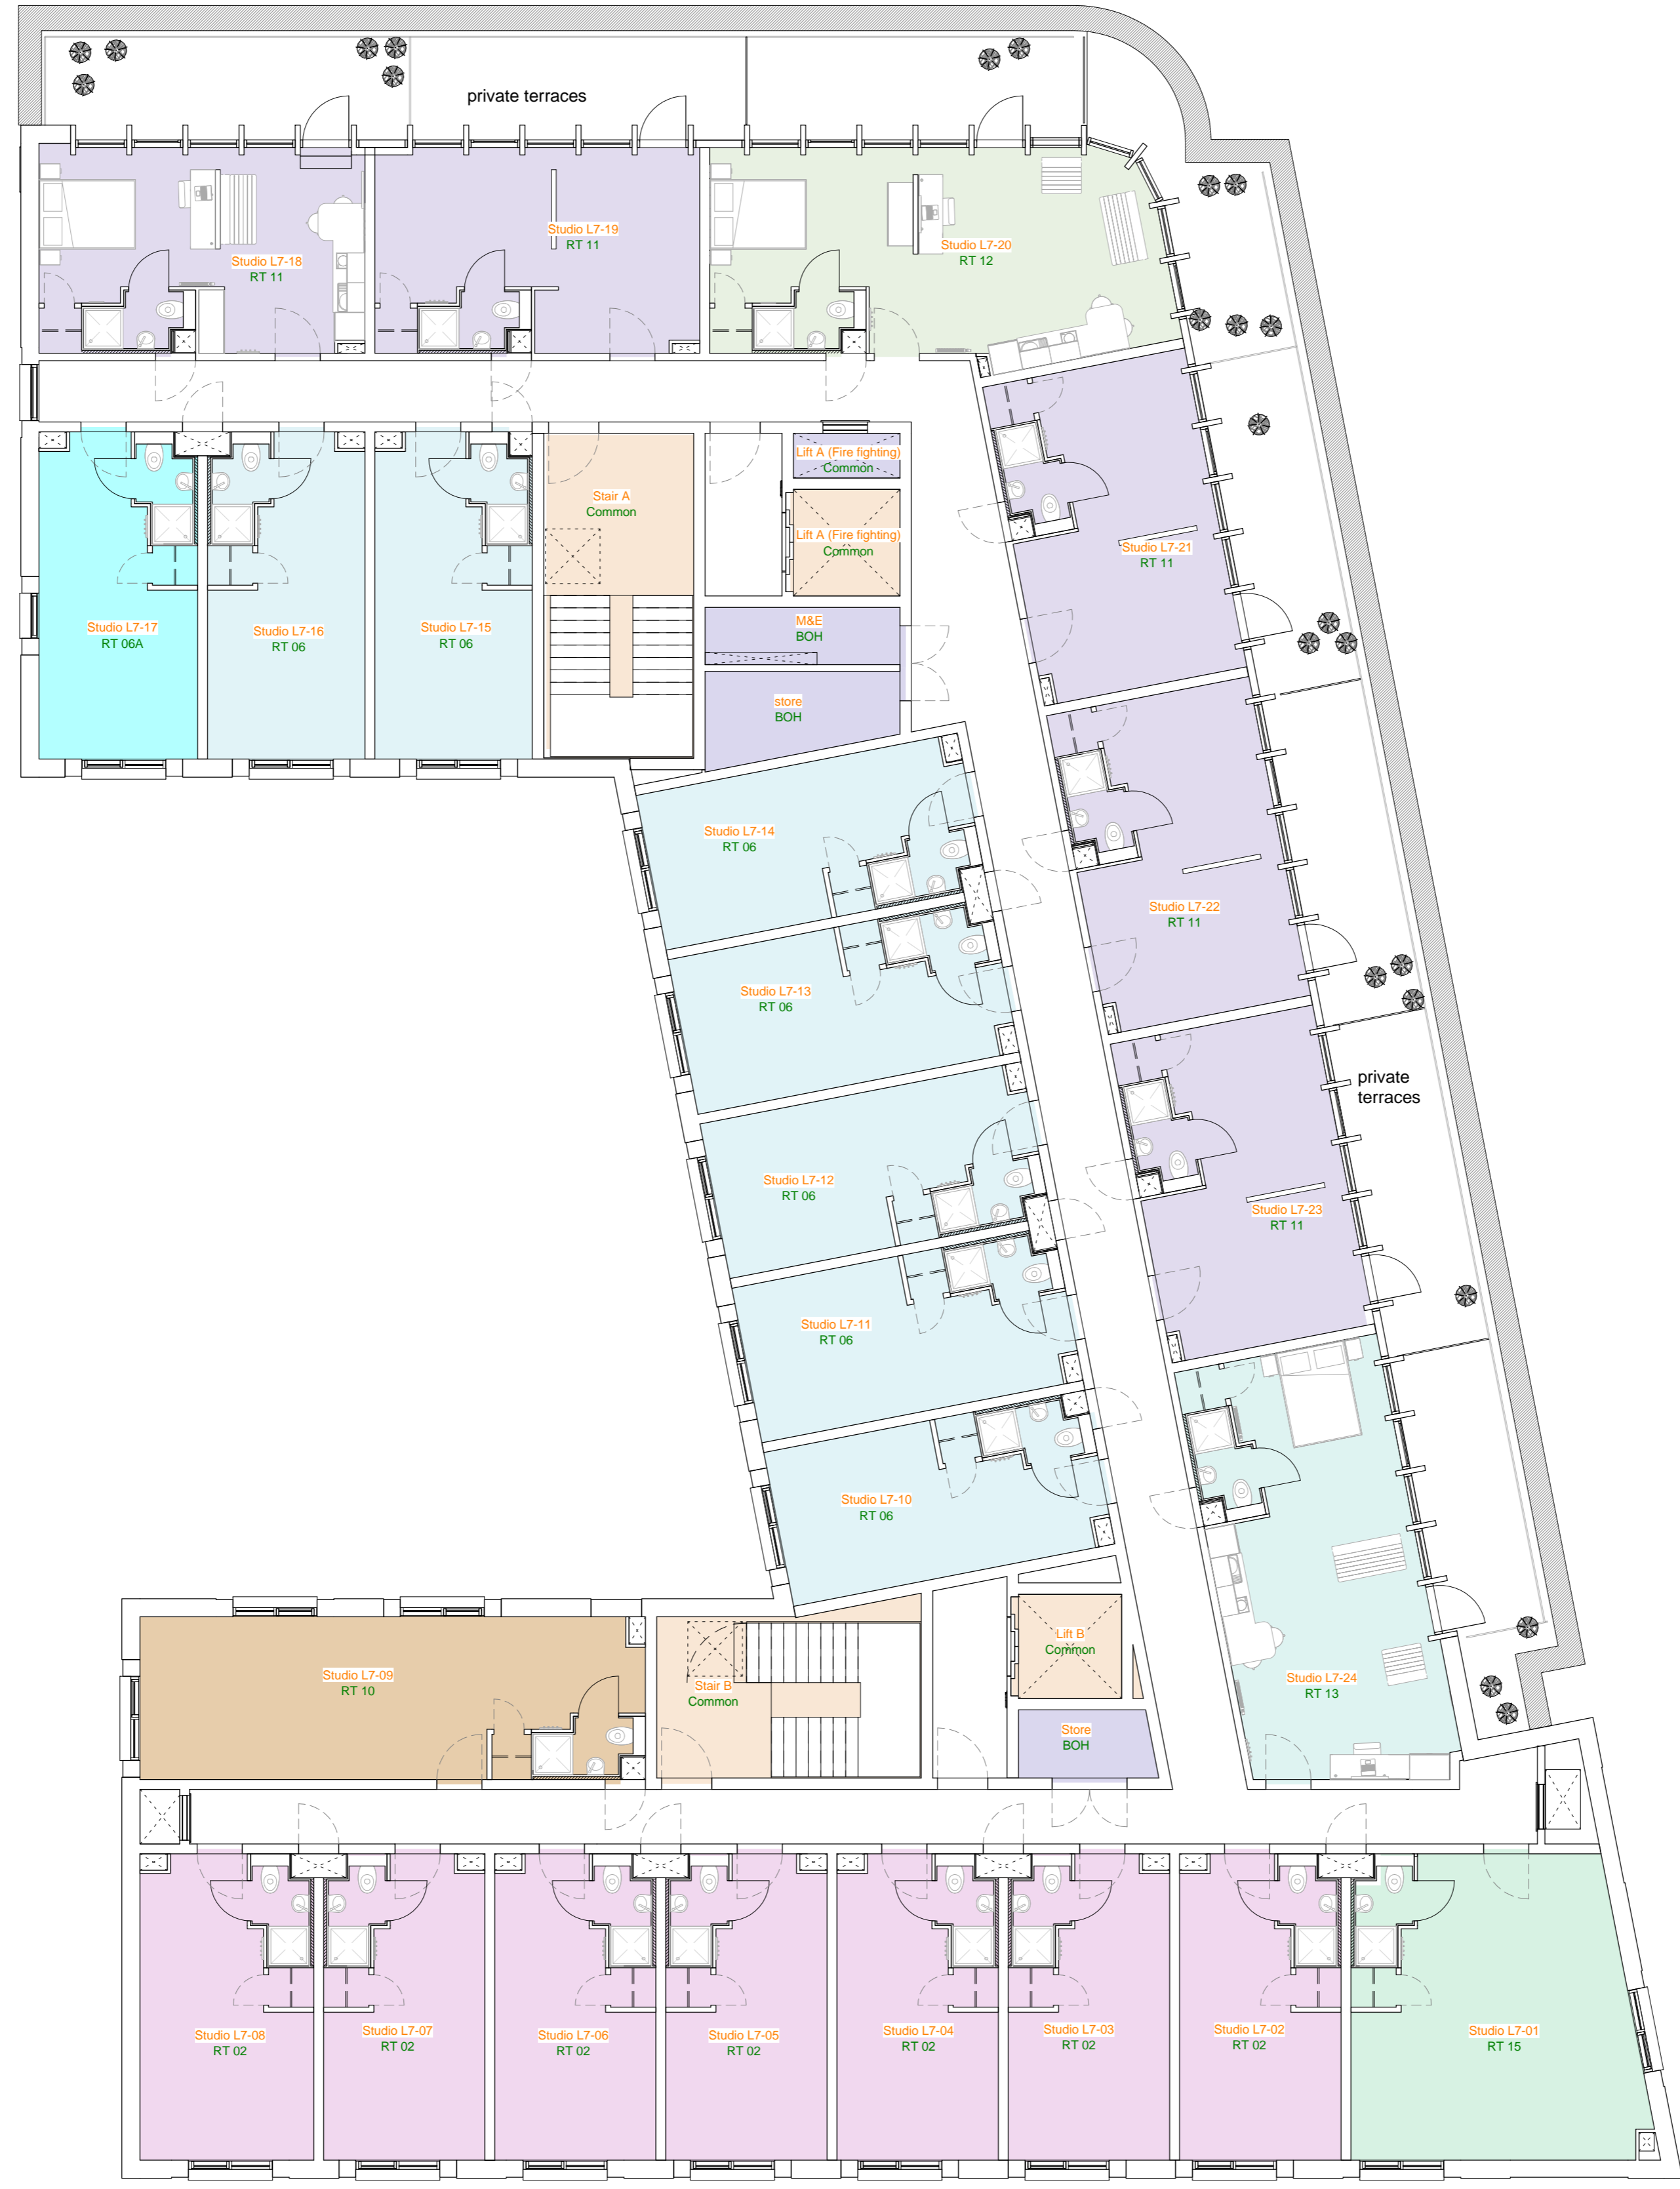 private terraces
Studio L7-18
RT 11
Studio L7-19
RT 11
Studio L7-20
RT 12
Lift A (Fire fighting)
Common
Stair A
Common
Lift A (Fire fighting)
Common
Studio L7-21
RT 11
Studio L7-17
RT 06A
Studio L7-16
RT 06
Studio L7-15
RT 06
M&E
BOH
store
BOH
Studio L7-14
RT 06
Studio L7-22
RT 11
Studio L7-13
RT 06
private
terraces
Studio L7-12
RT 06
Studio L7-23
RT 11
Studio L7-11
RT 06
Studio L7-10
RT 06
Studio L7-09
RT 10
Stair B
Common
Lift B
Common
Studio L7-24
RT 13
Store
BOH
Studio L7-08
RT 02
Studio L7-07
RT 02
Studio L7-06
RT 02
Studio L7-05
RT 02
Studio L7-04
RT 02
Studio L7-03
RT 02
Studio L7-02
RT 02
Studio L7-01
RT 15